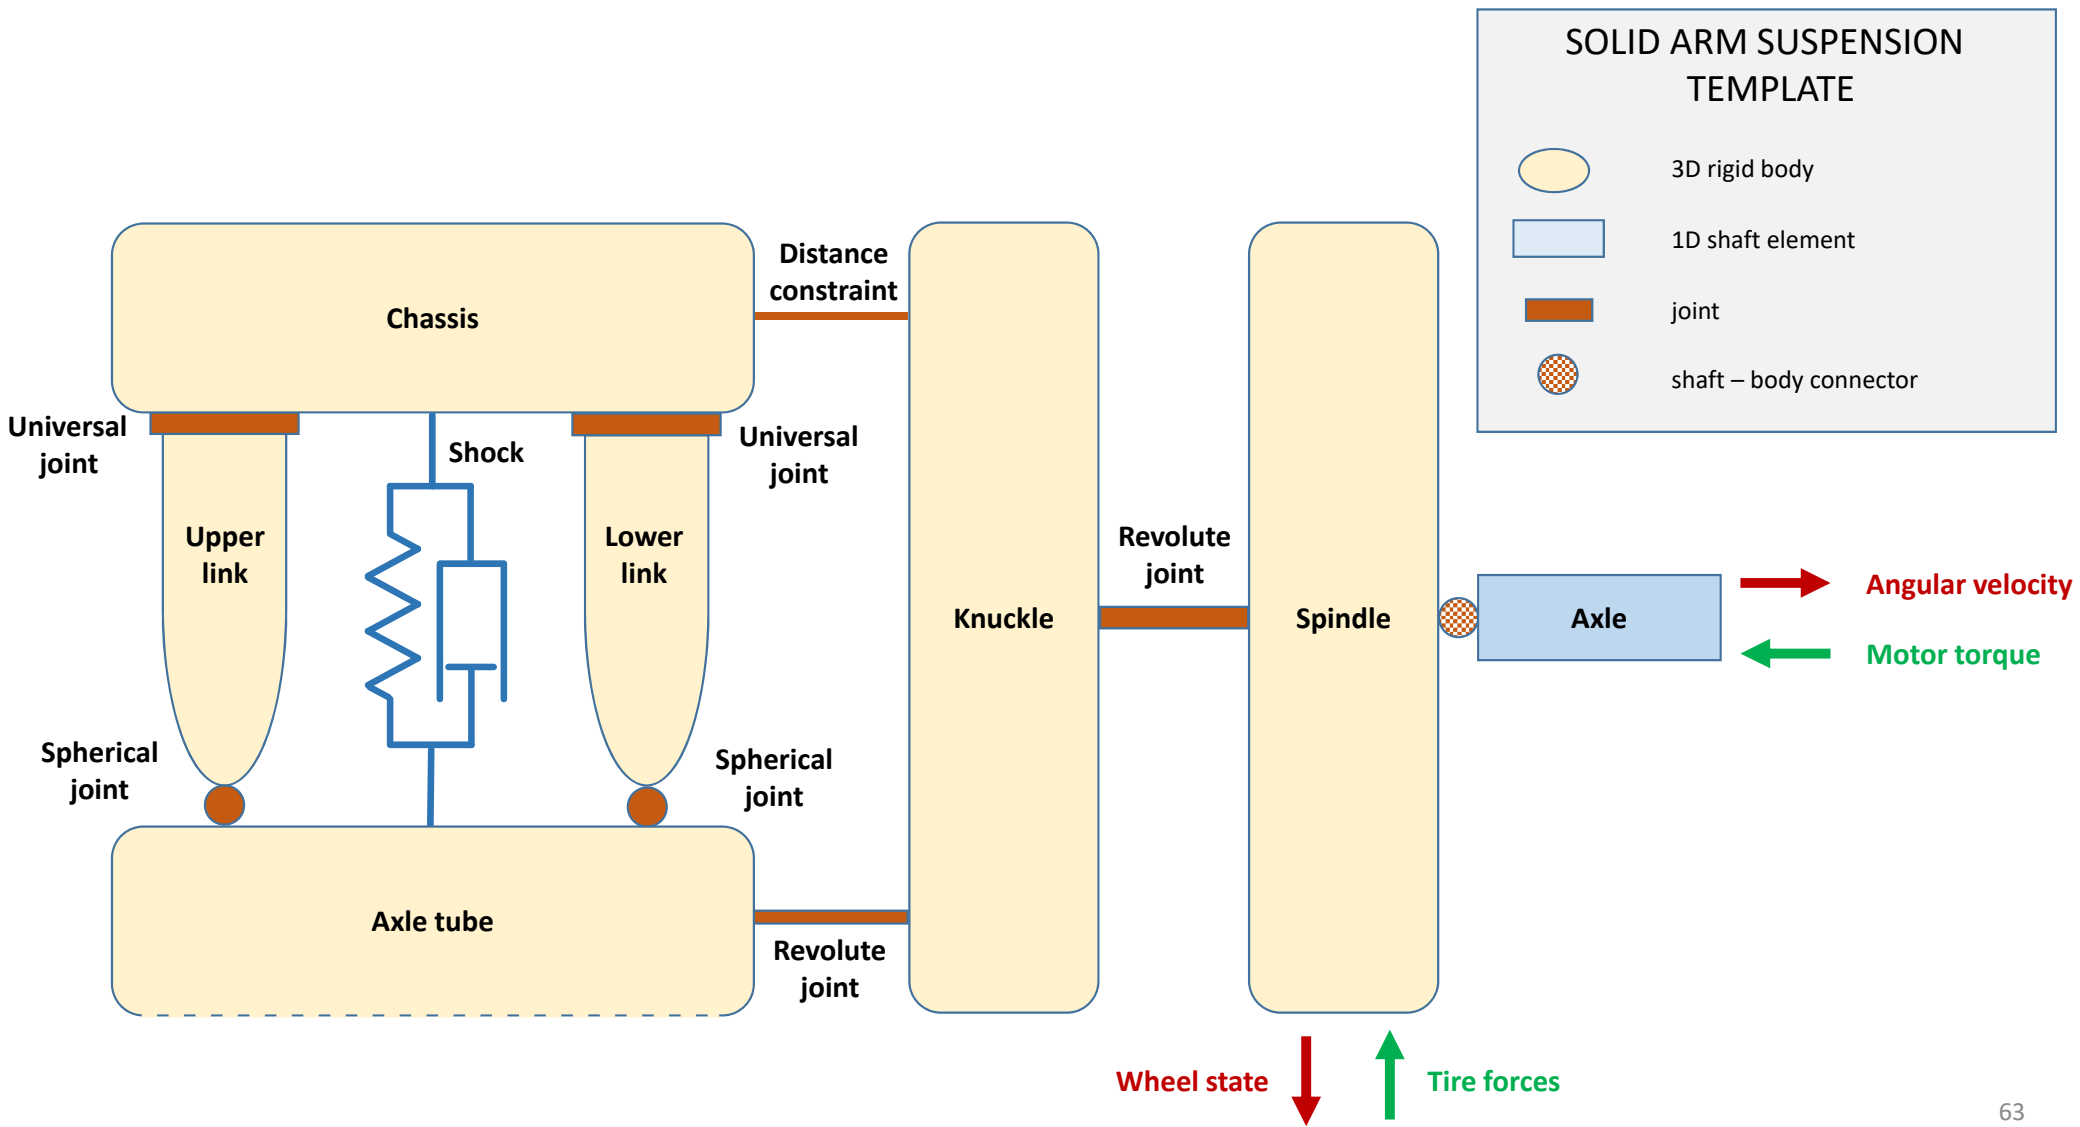 SOLID ARM SUSPENSION
TEMPLATE
3D rigid body
1D shaft element
joint
shaft – body connector
Distance
constraint
Chassis
Universal
joint
Shock
Universal
joint
Upper
link
Lower
link
Revolute
joint
Knuckle
Spindle
Axle
Angular velocity
Motor torque
Spherical
joint
Spherical
joint
Axle tube
Revolute
joint
Wheel state
Tire forces
63